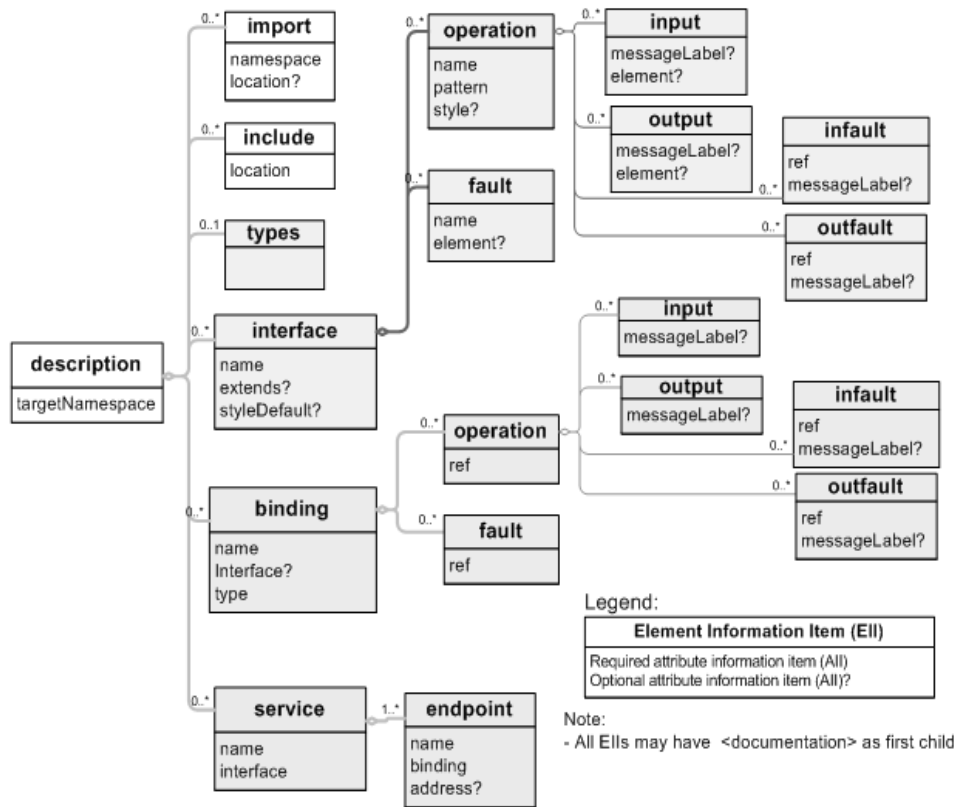 0..*
import
namespace
location?
0..*
include
location
0..1
types
0..*
interface
name
extends?
styleDefault?
description
targetNamespace
0..*
binding
name
Interface?
type
0..*
service
name
interface
1..*
endpoint
name
binding
address?
0..*
operation
name
pattern
style?
0..*
fault
name
element?
0..*
input
messageLabel?
element?
0..*
output
messageLabel?
element?
0..*
infault
ref
messageLabel?
0..*
outfault
ref
messageLabel?
0..*
operation
ref
0..*
fault
ref
0..*
input
messageLabel?
0..*
output
messageLabel?
0..*
infault
ref
messageLabel?
0..*
outfault
ref
messageLabel?
Legend:
Element Information Item (EII)
Required attribute information item (AII)
Optional attribute information item (AII)?
Note:
- All EIIs may have <documentation> as first child